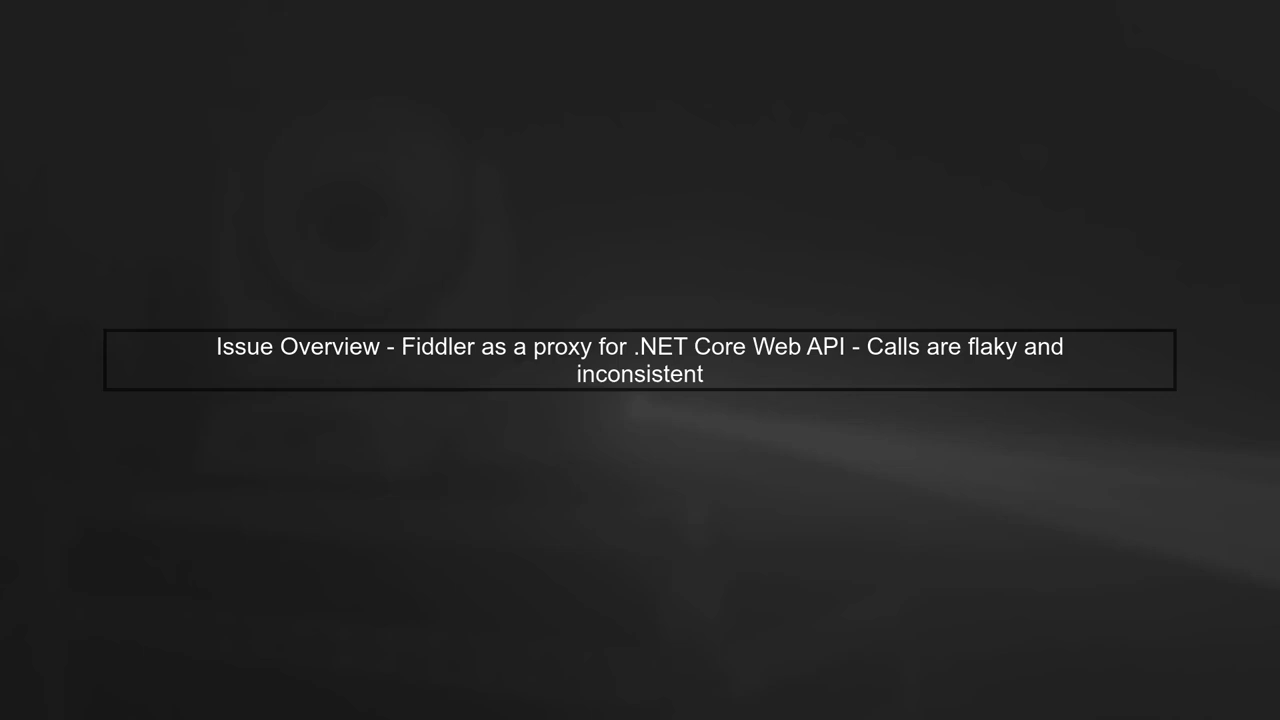 Issue Overview - Fiddler as a proxy for .NET Core Web API - Calls are flaky and
inconsistent